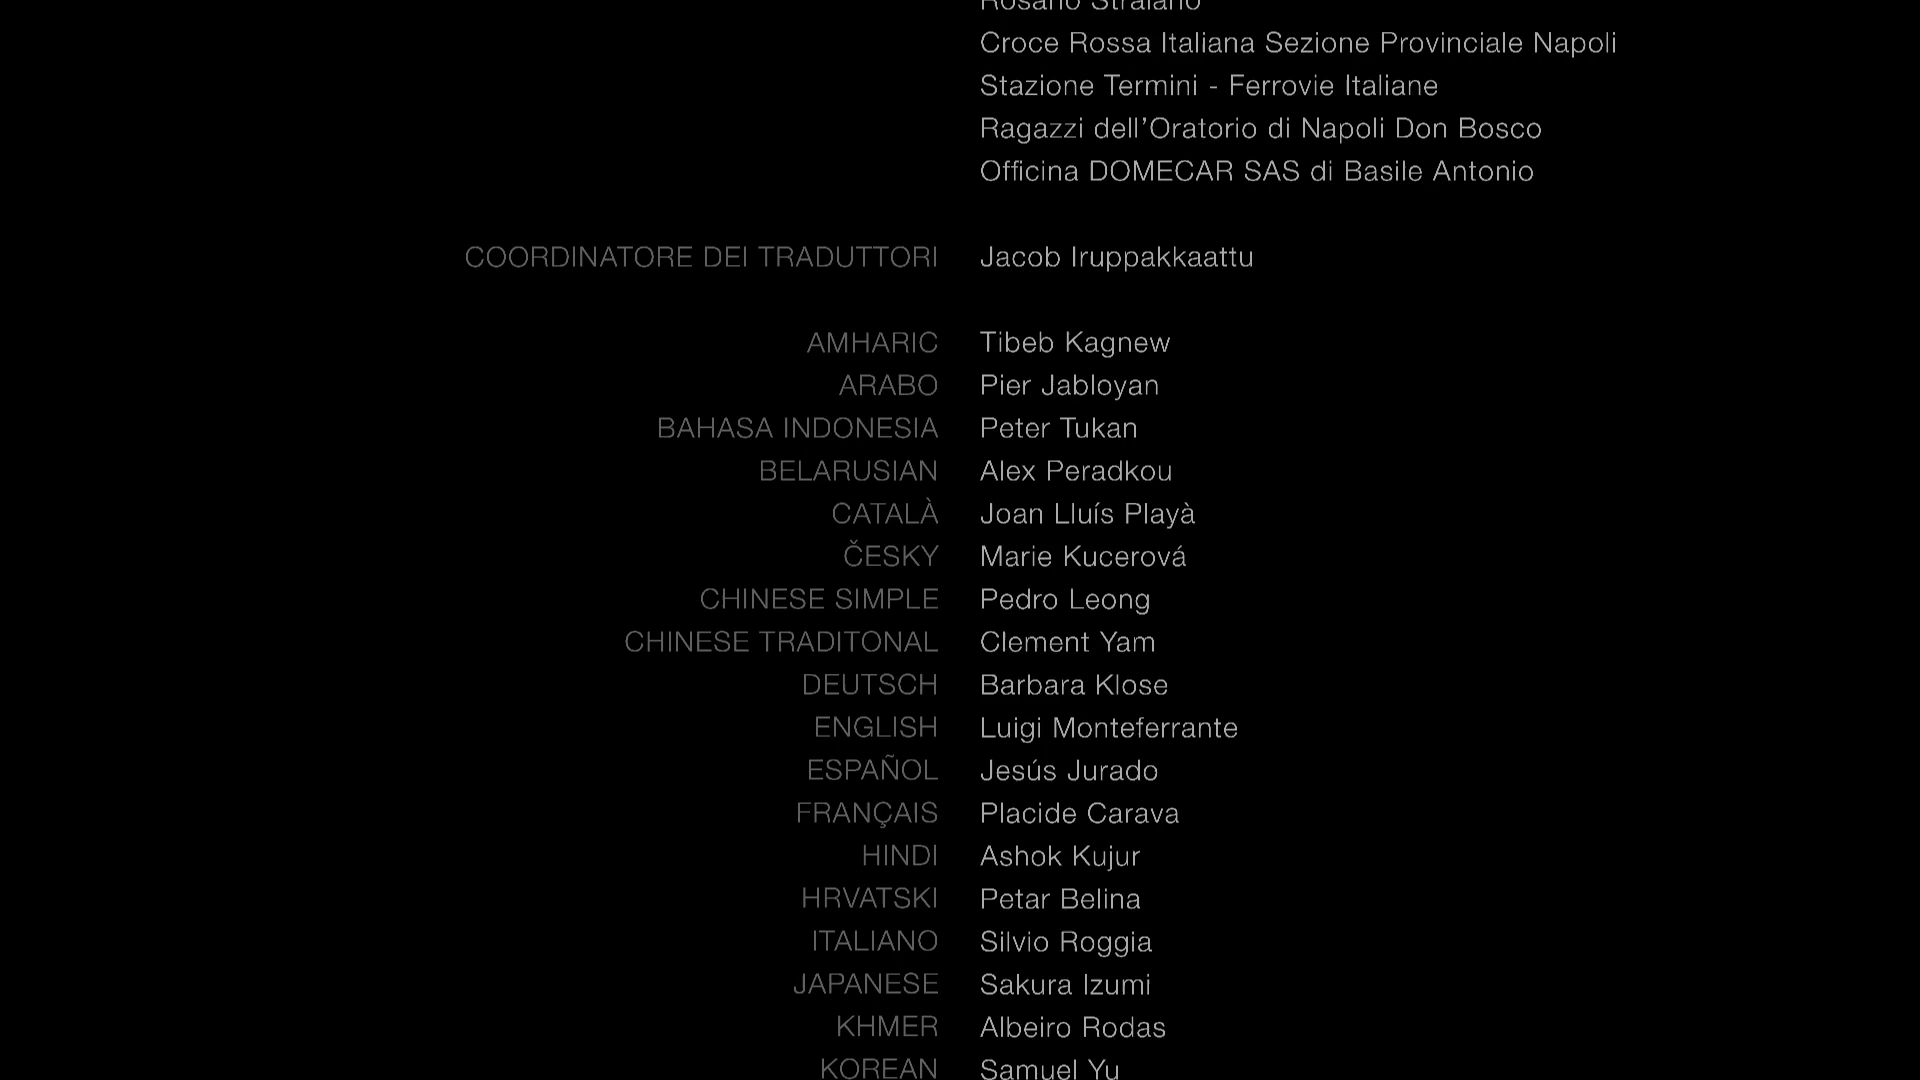 Rosario Straiano
Croce Rossa Italiana Sezione Provinciale Napoli
Stazione Termini - Ferrovie Italiane
Ragazzi dell’Oratorio di Napoli Don Bosco
Officina DOMECAR SAS di Basile Antonio
COORDINATORE DEI TRADUTTORI Jacob Iruppakkaattu
AMHARIC Tibeb Kagnew
ARABO Pier Jabloyan
BAHASA INDONESIA Peter Tukan
BELARUSIAN Alex Peradkou
CATALÀ Joan Lluís Playà
ČESKY Marie Kucerová
CHINESE SIMPLE Pedro Leong
CHINESE TRADITONAL Clement Yam
DEUTSCH Barbara Klose
ENGLISH Luigi Monteferrante
ESPAÑOL Jesús Jurado
FRANÇAIS Placide Carava
HINDI Ashok Kujur
HRVATSKI Petar Belina
ITALIANO Silvio Roggia
JAPANESE Sakura Izumi
KHMER Albeiro Rodas
KOREAN Samuel Yu